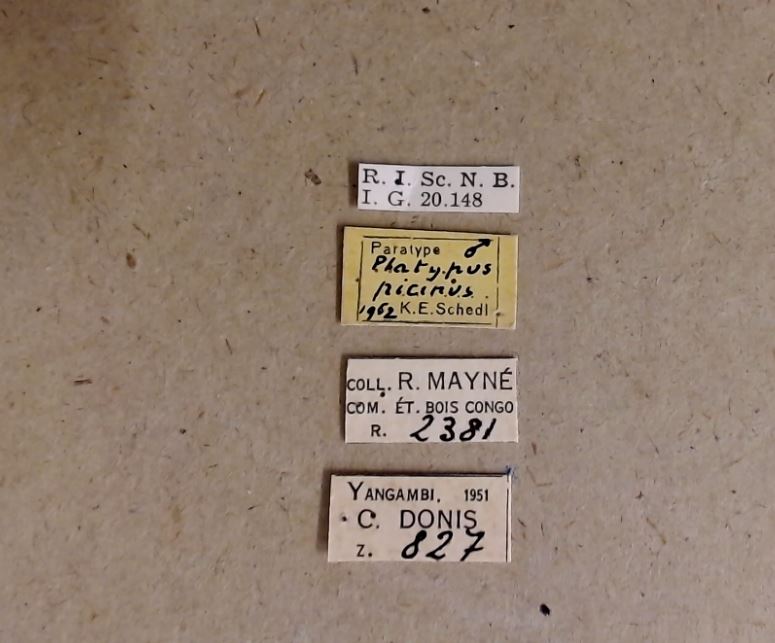 R. I. Sc. N. B.
I. G. 20.148
Paratype ♂
Platypus
picinus
1962 K.E.Schedl
COLL. R. MAYNÉ
COM. ÉT. BOIS CONGO
R. 2381
YANGAMBI. 1951
C. DONIS
Z. 827